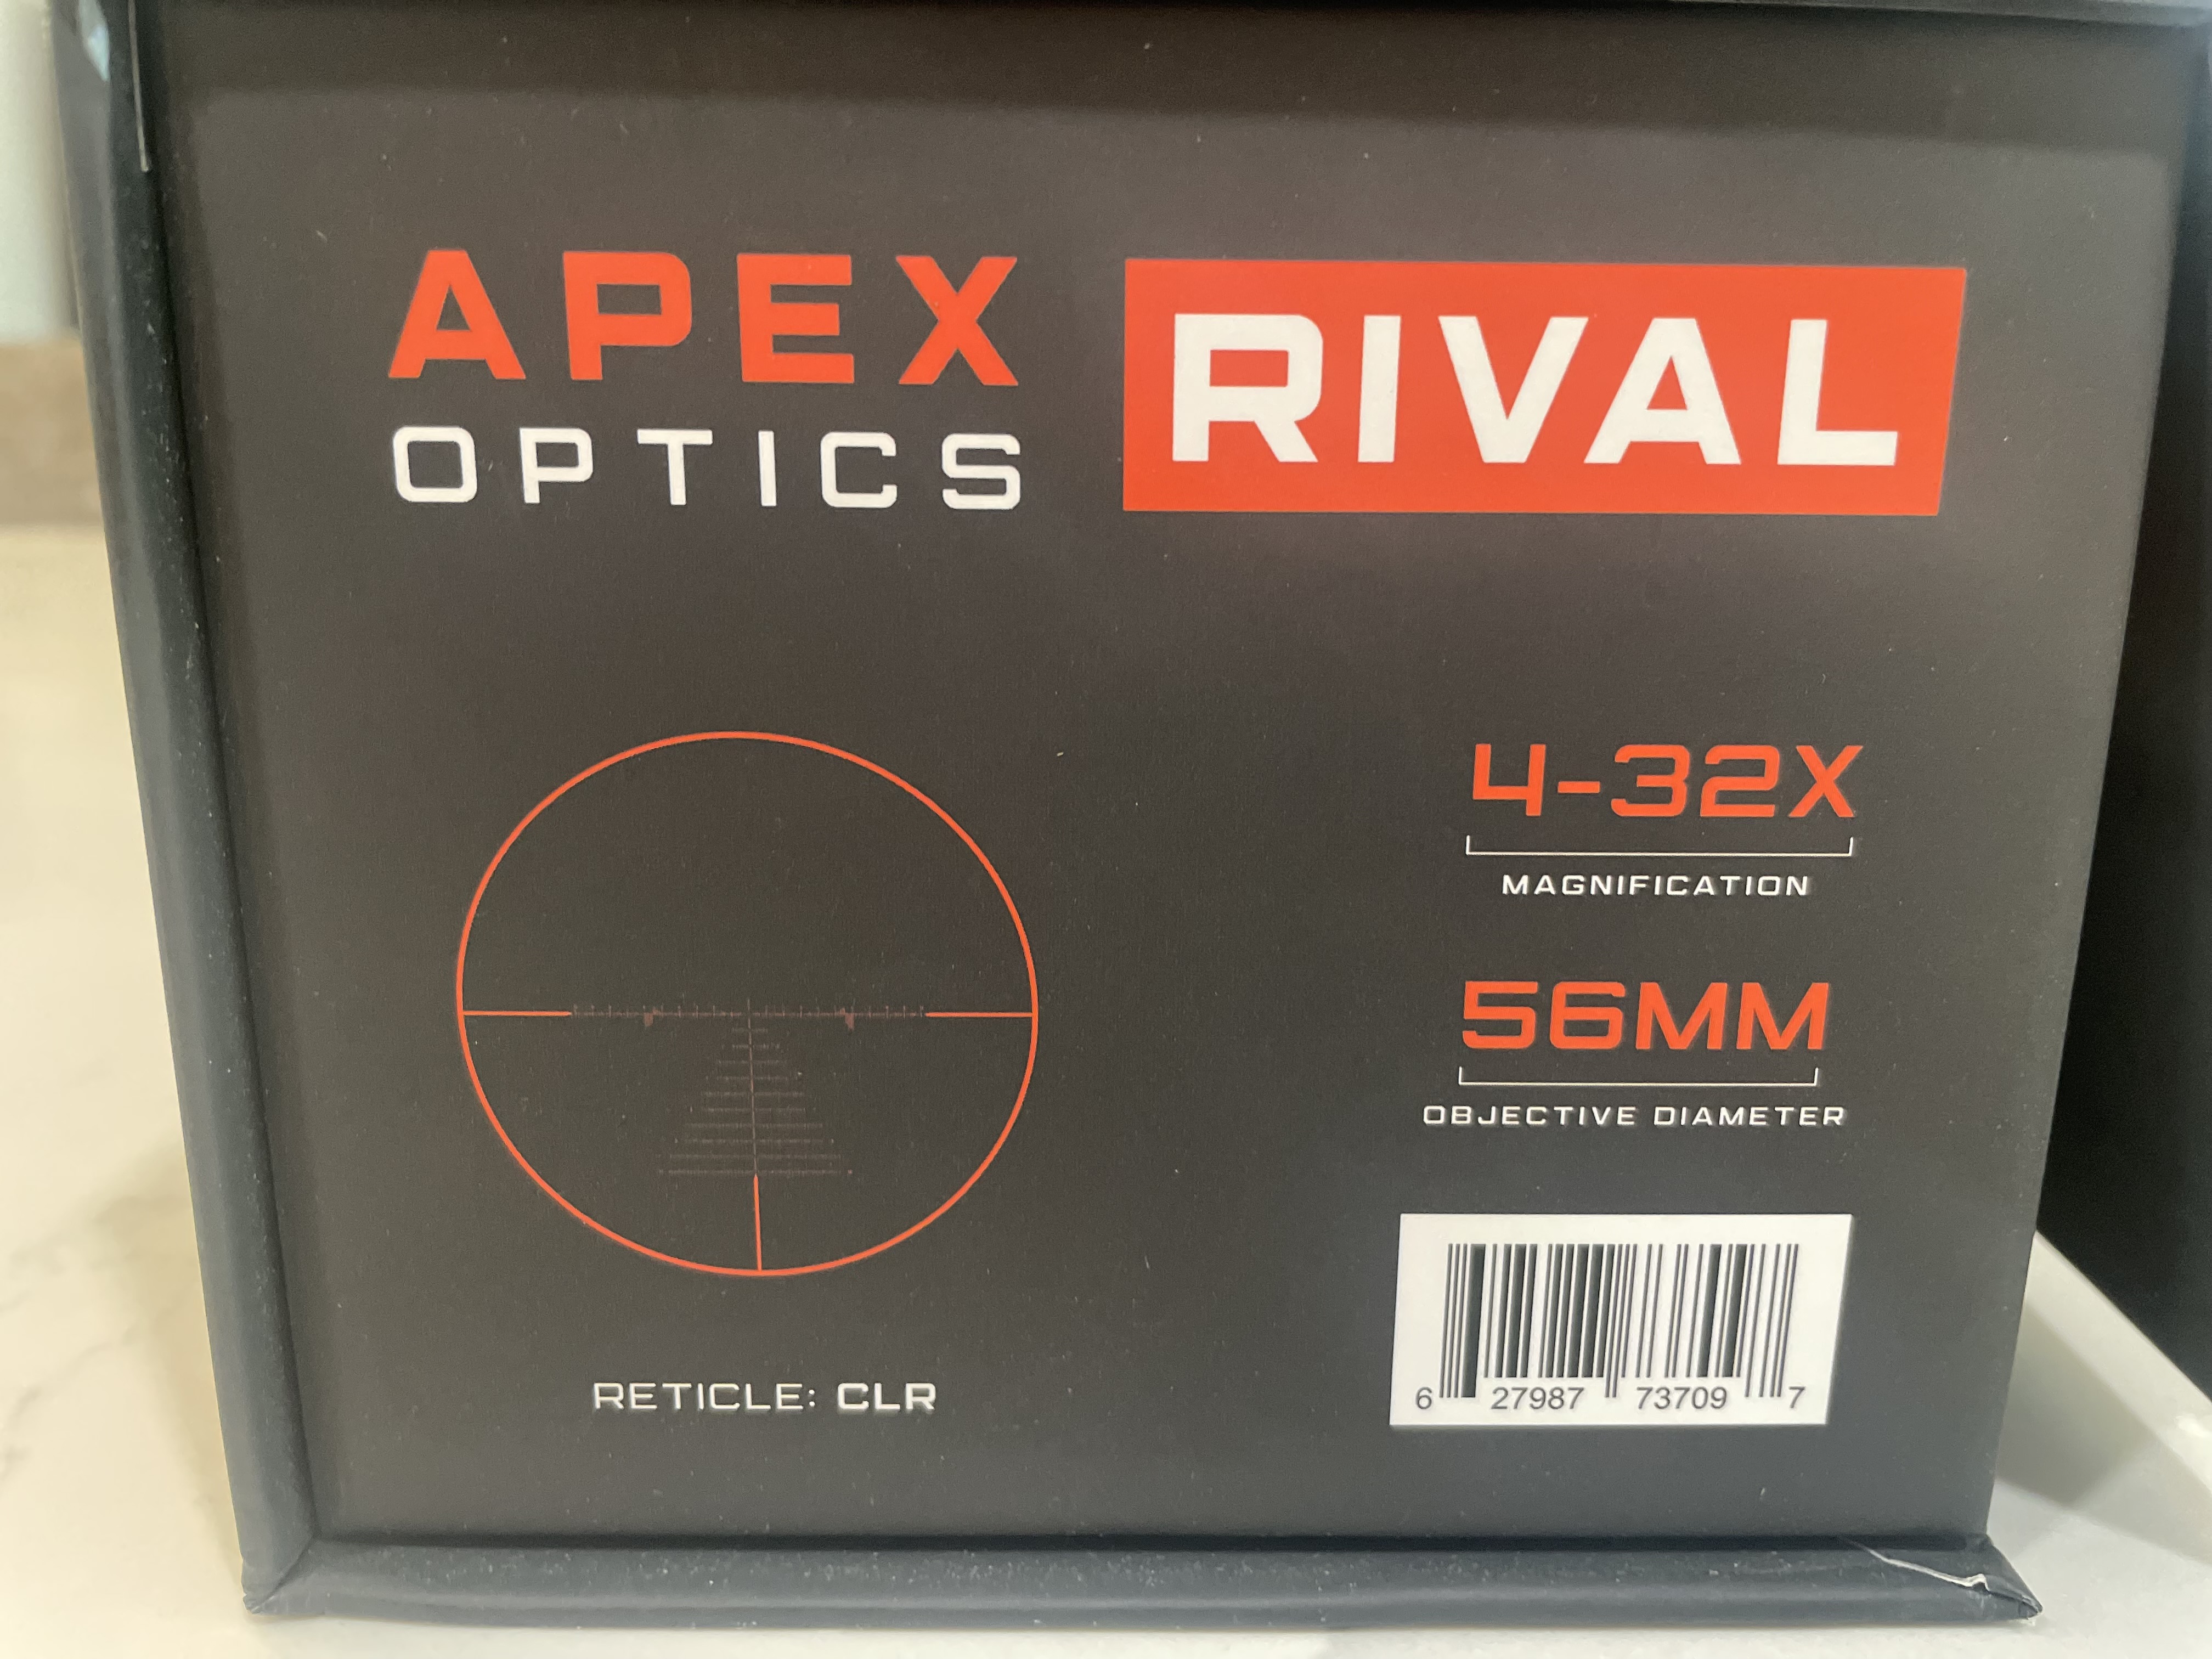 APEX
OPTICS
RIVAL
4-32X
MAGNIFICATION
56MM
OBJECTIVE DIAMETER
RETICLE: CLR
6 27987 73709 7